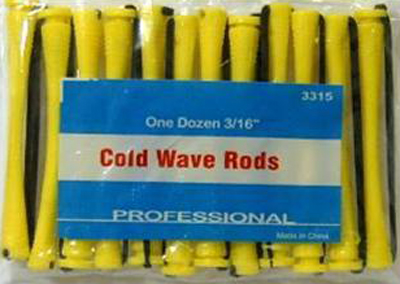 3315
One Dozen 3/16"
Cold Wave Rods
PROFESSIONAL
Made in China